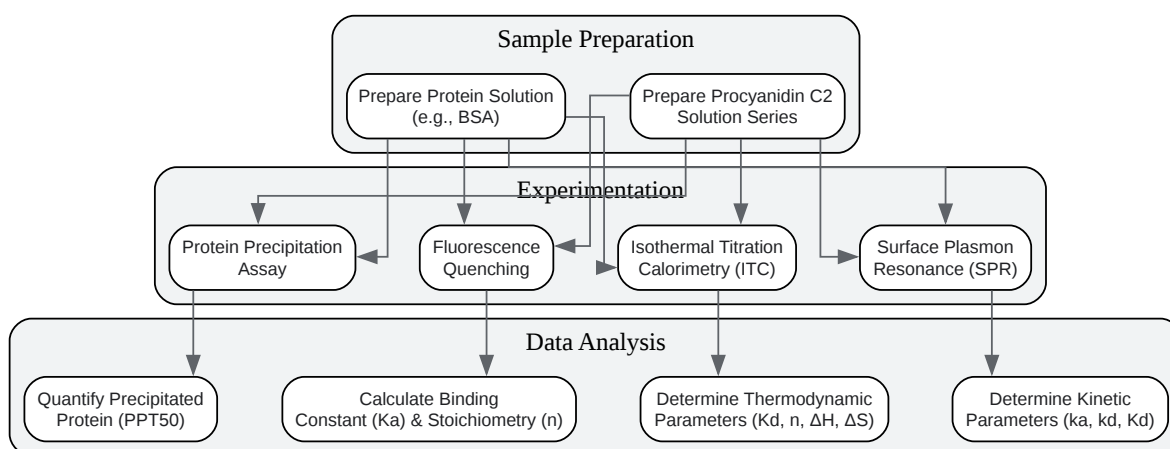 Sample Preparation
Prepare Protein Solution
(e.g., BSA)
Prepare Procyanidin C2
Solution Series
Experimentation
Protein Precipitation
Assay
Fluorescence
Quenching
Isothermal Titration
Calorimetry (ITC)
Surface Plasmon
Resonance (SPR)
Data Analysis
Quantify Precipitated
Protein (PPT50)
Calculate Binding
Constant (Ka) & Stoichiometry (n)
Determine Thermodynamic
Parameters (Kd, n, ΔH, ΔS)
Determine Kinetic
Parameters (ka, kd, Kd)